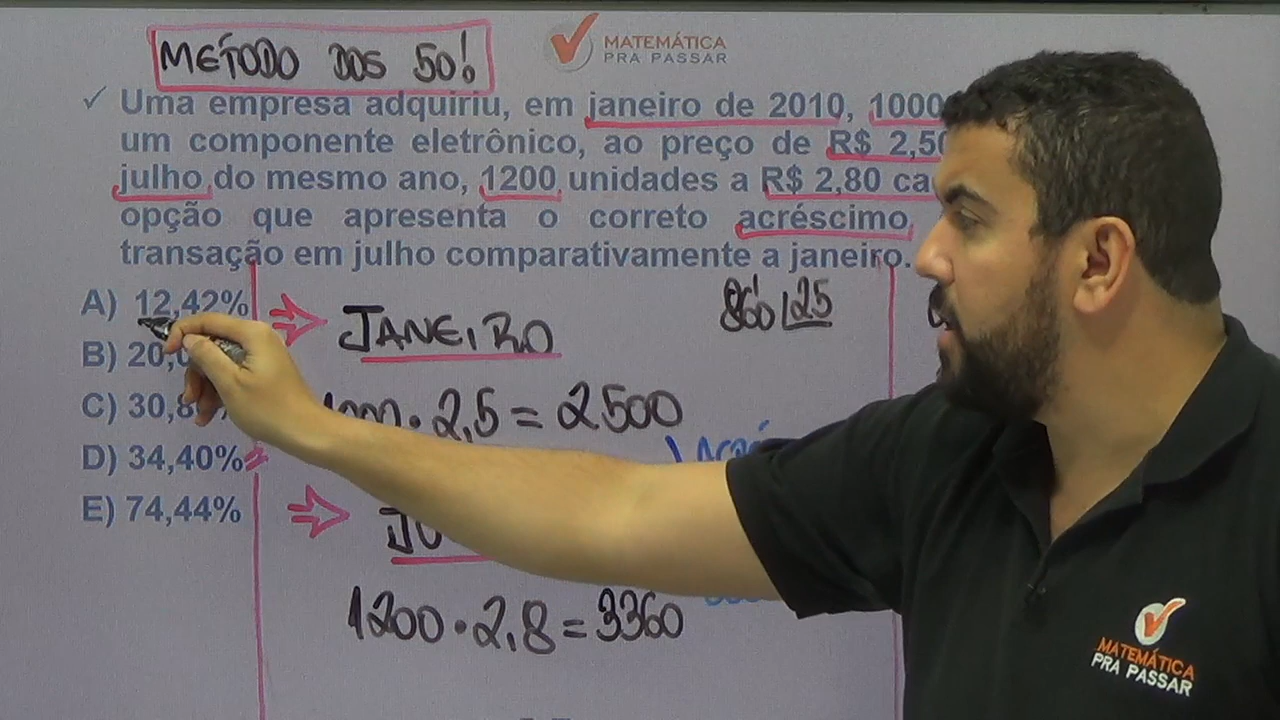 METÓDO DOS 50!
MATEMÁTICA
PRA PASSAR
✓ Uma empresa adquiriu, em janeiro de 2010, 1000
um componente eletrônico, ao preço de R$ 2,50
julho do mesmo ano, 1200 unidades a R$ 2,80
opção que apresenta o correto acréscimo,
transação em julho comparativamente a janeiro.
A) 12,42%
B) 20,
C) 30,8
D) 34,40%
E) 74,44%
JANEIRO
860 25
1000 · 2,5 = 2500
1200 · 2,8 = 3360
MATEMÁTICA
PRA PASSAR